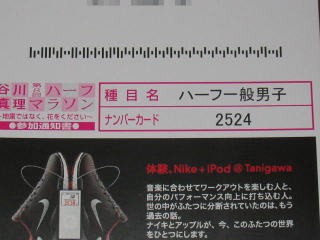 谷川 第2回 ハーフ
真理マラソン
～地雷ではなく、花をください～
●参加通知書●
種目名 ハーフ一般男子
ナンバーカード 2524
体験、Nike+iPod@Tanigawa
音楽に合わせてワークアウトを楽しむ人と、
自分のパフォーマンス向上に打ち込む人。
世の中がふたつに分断されていたのは、もう
過去の話。
ナイキとアップルが、今、このふたつの世界
をひとつにします。